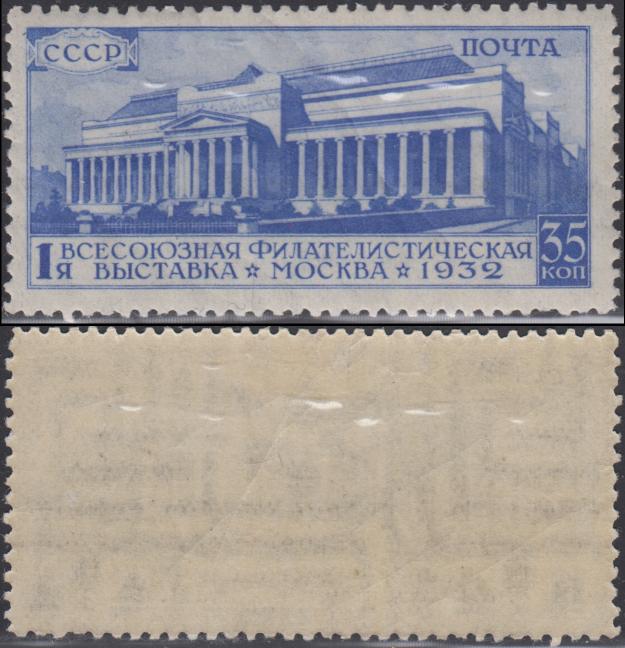 СССР
ПОЧТА
1я ВСЕСОЮЗНАЯ ФИЛАТЕЛИСТИЧЕСКАЯ
ВЫСТАВКА ☆ МОСКВА ☆ 1932
35
КОП